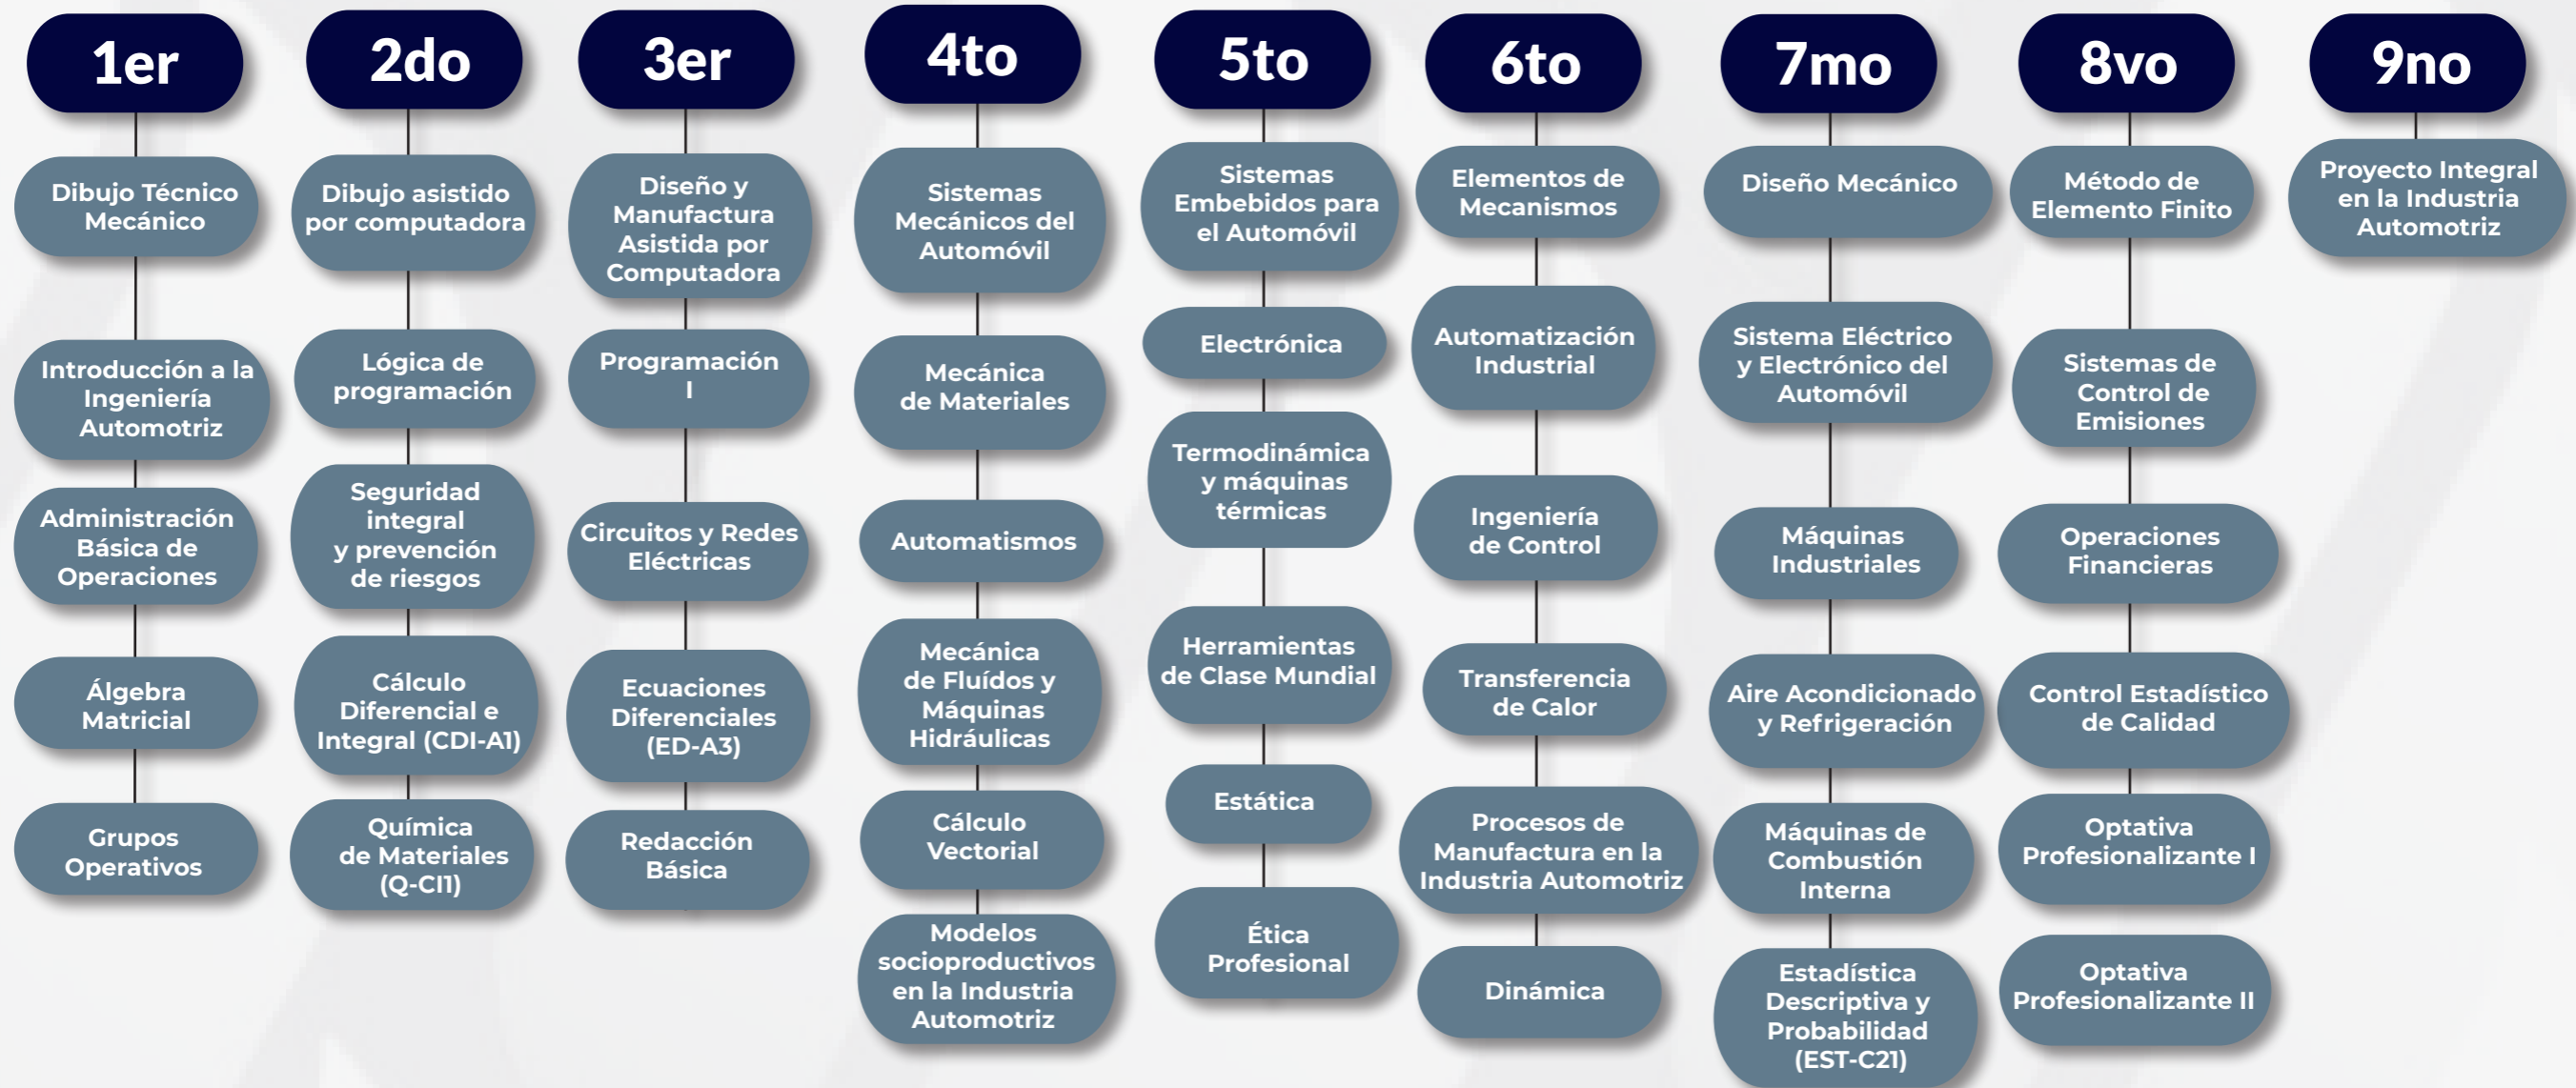 1er
Dibujo Técnico
Mecánico
Introducción a la
Ingeniería
Automotriz
Administración
Básica de
Operaciones
Álgebra
Matricial
Grupos
Operativos
2do
Dibujo asistido
por computadora
Lógica de
programación
Seguridad
integral
y prevención
de riesgos
Cálculo
Diferencial e
Integral (CDI-A1)
Química
de Materiales
(Q-CI1)
3er
Diseño y
Manufactura
Asistida por
Computadora
Programación
I
Circuitos y Redes
Eléctricas
Ecuaciones
Diferenciales
(ED-A3)
Redacción
Básica
4to
Sistemas
Mecánicos del
Automóvil
Mecánica
de Materiales
Automatismos
Mecánica
de Fluídos y
Máquinas
Hidráulicas
Cálculo
Vectorial
Modelos
socioproductivos
en la Industria
Automotriz
5to
Sistemas
Embebidos para
el Automóvil
Electrónica
Termodinámica
y máquinas
térmicas
Herramientas
de Clase Mundial
Estática
Ética
Profesional
6to
Elementos de
Mecanismos
Automatización
Industrial
Ingeniería
de Control
Transferencia
de Calor
Procesos de
Manufactura en la
Industria Automotriz
Dinámica
7mo
Diseño Mecánico
Sistema Eléctrico
y Electrónico del
Automóvil
Máquinas
Industriales
Aire Acondicionado
y Refrigeración
Máquinas de
Combustión
Interna
Estadística
Descriptiva y
Probabilidad
(EST-C21)
8vo
Método de
Elemento Finito
Sistemas de
Control de
Emisiones
Operaciones
Financieras
Control Estadístico
de Calidad
Optativa
Profesionalizante I
Optativa
Profesionalizante II
9no
Proyecto Integral
en la Industria
Automotriz